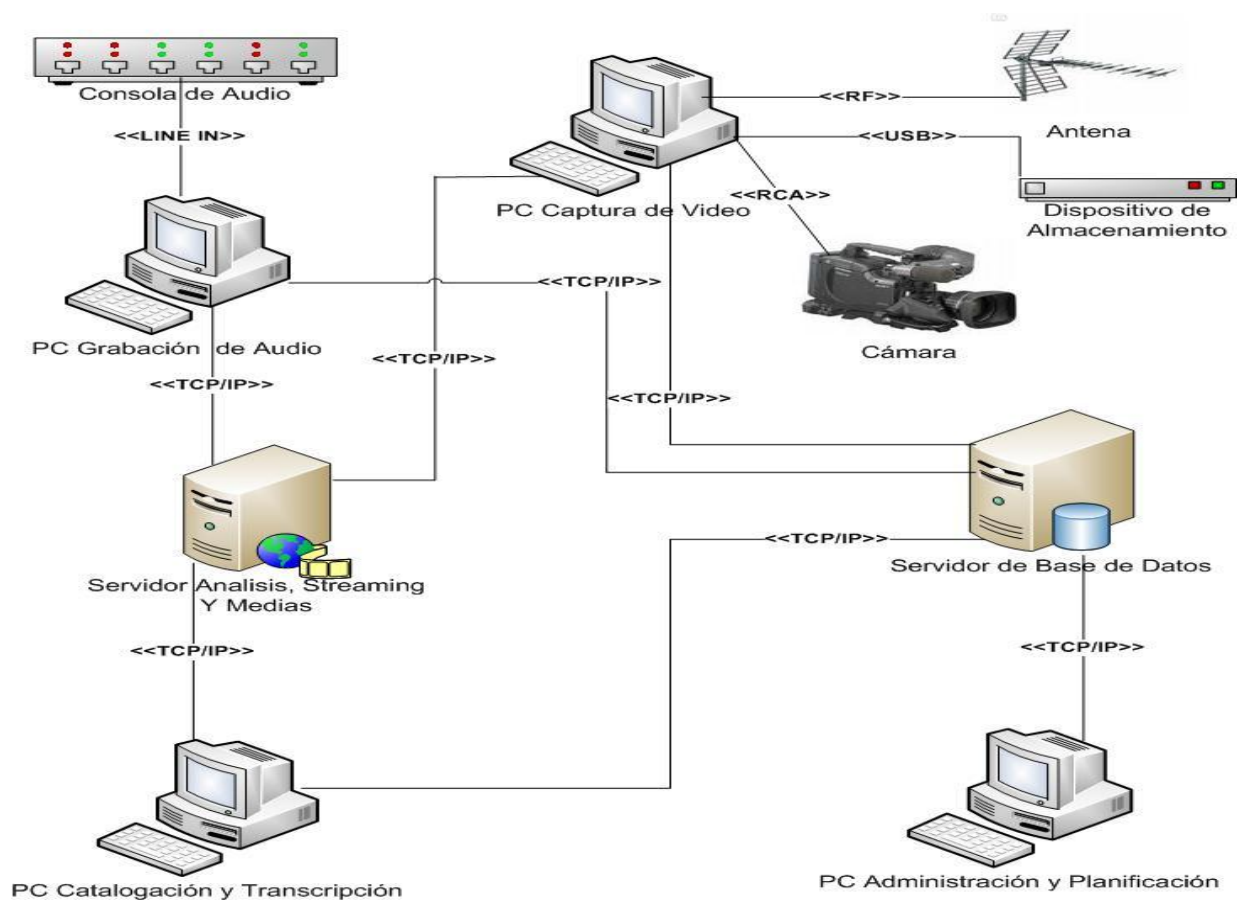 Consola de Audio
<<LINE IN>>
<<RF>>
Antena
<<USB>>
<<RCA>>
PC Captura de Video
Dispositivo de
Almacenamiento
<<TCP/IP>>
Cámara
PC Grabación de Audio
<<TCP/IP>>
<<TCP/IP>>
<<TCP/IP>>
<<TCP/IP>>
Servidor Analisis, Streaming
Y Medias
Servidor de Base de Datos
<<TCP/IP>>
<<TCP/IP>>
PC Catalogación y Transcripción
PC Administración y Planificación